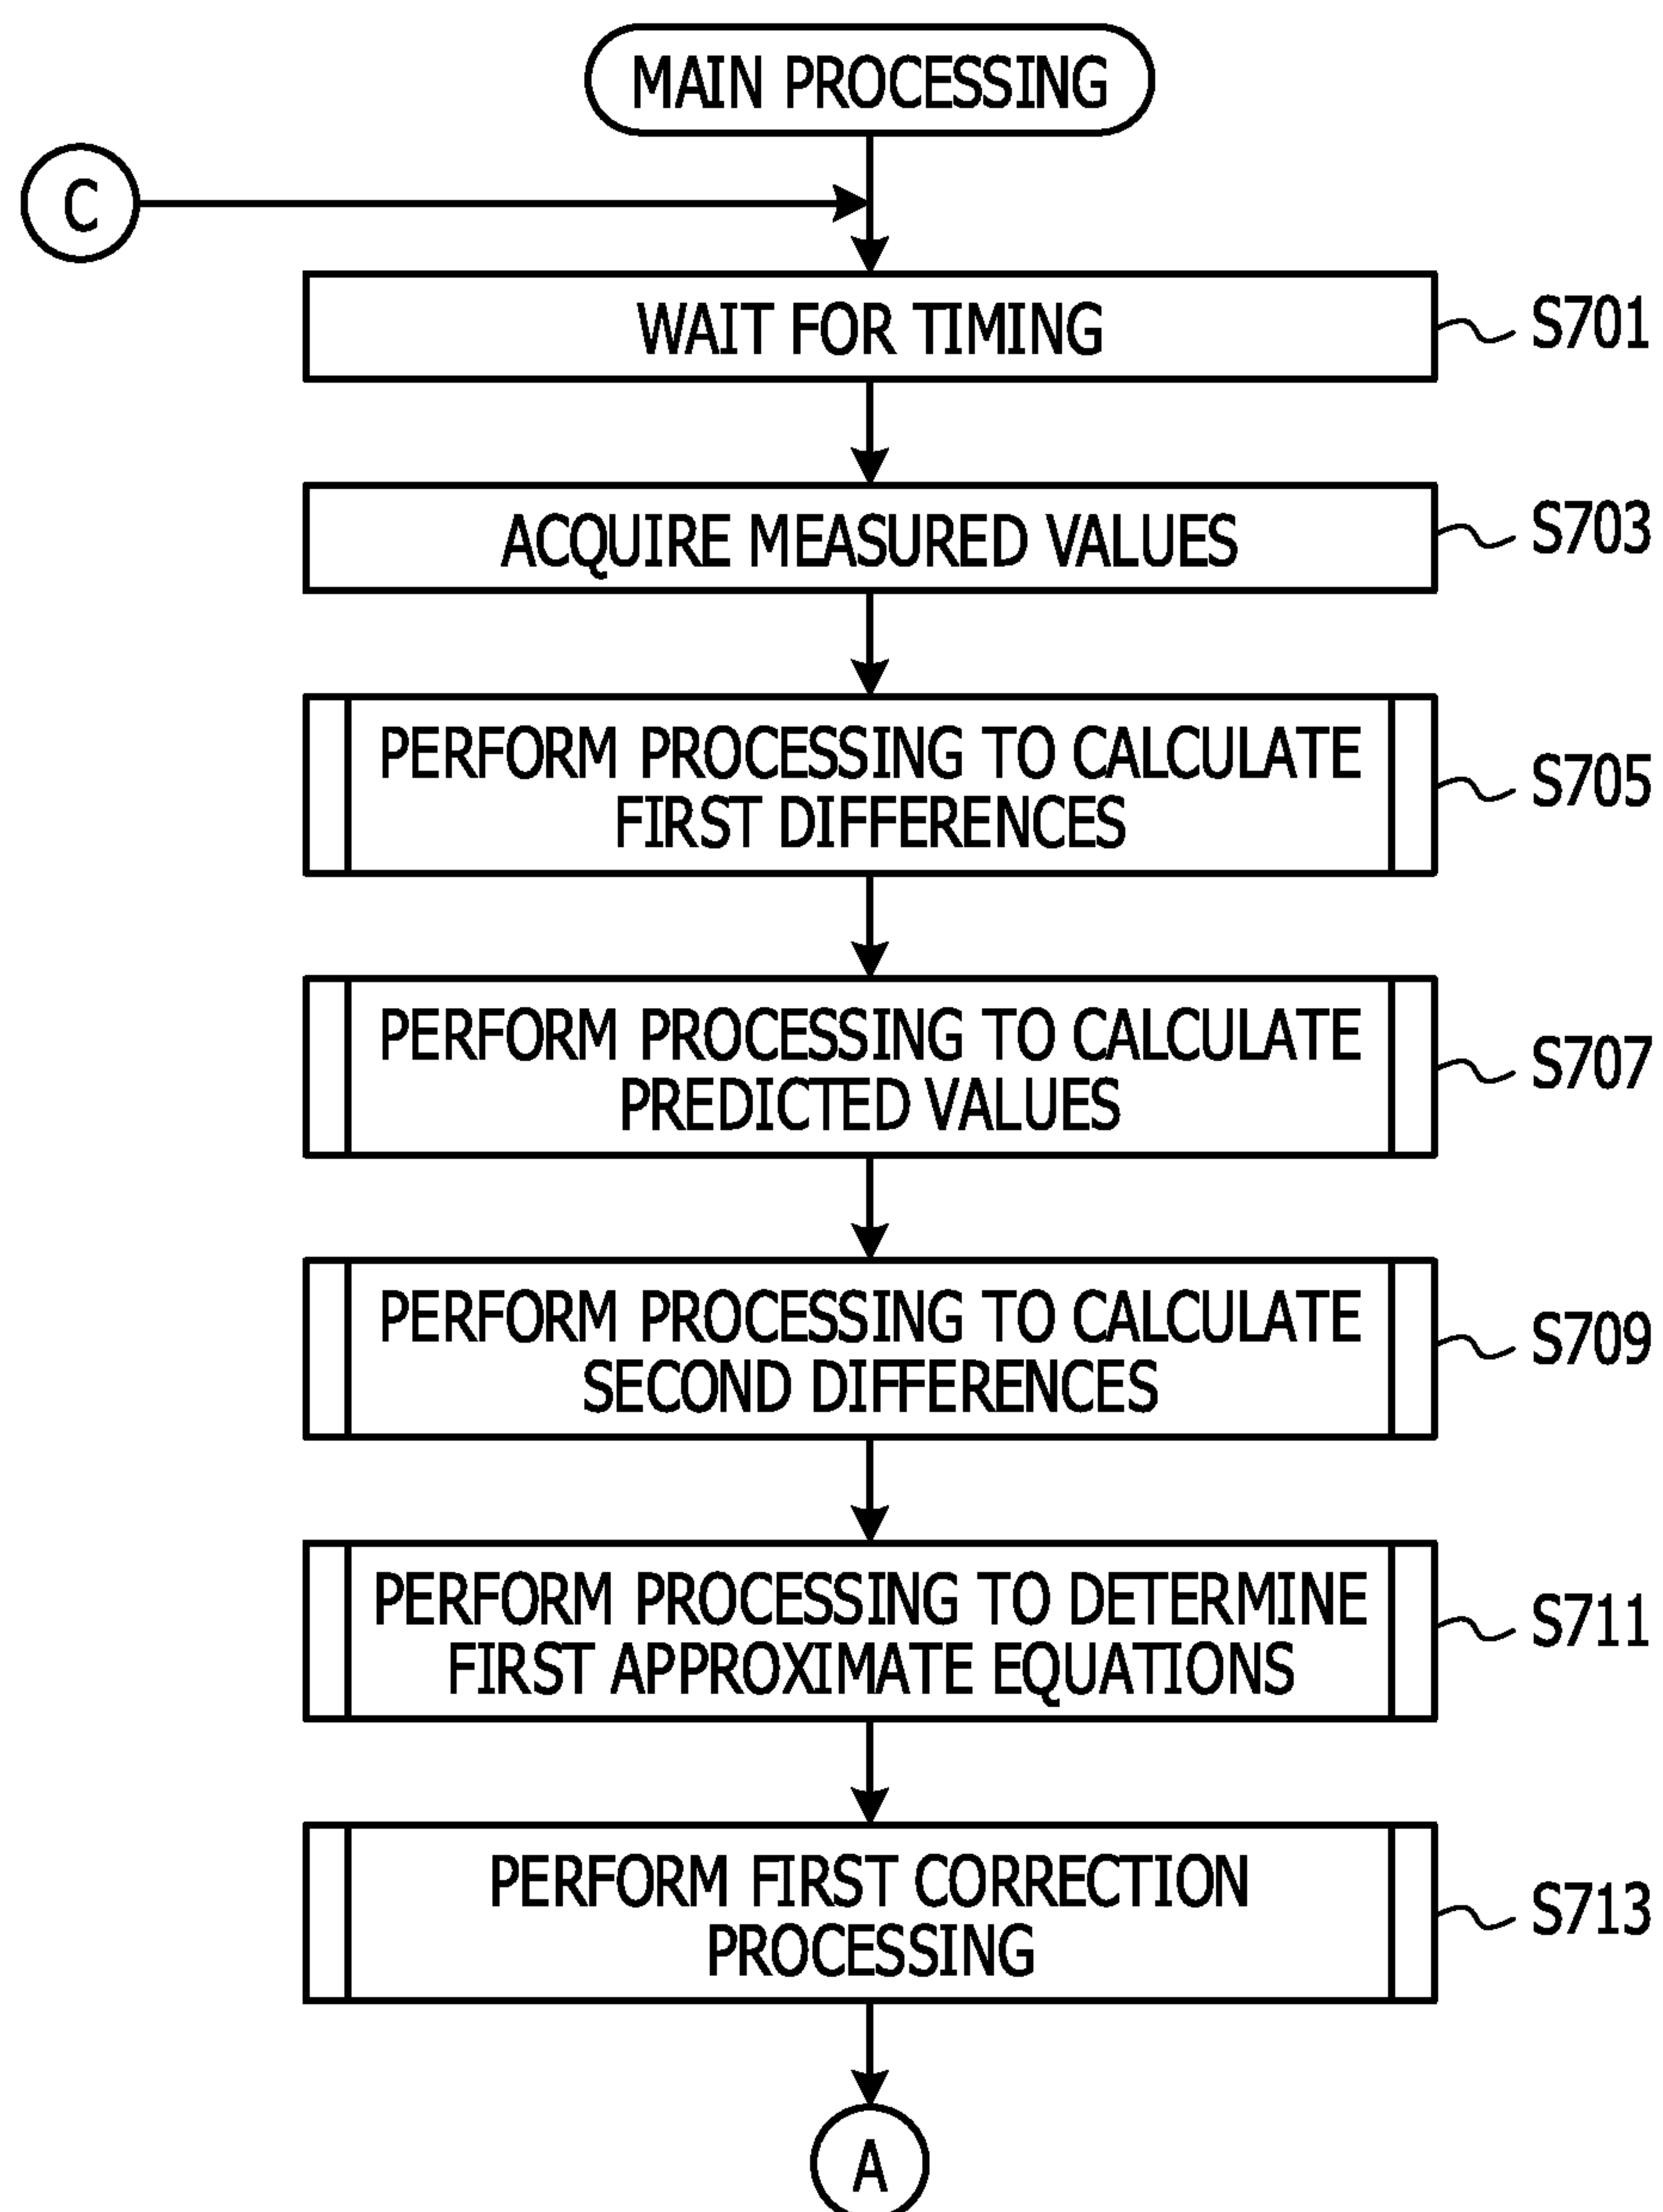 MAIN PROCESSING
C
WAIT FOR TIMING
S701
ACQUIRE MEASURED VALUES
S703
PERFORM PROCESSING TO CALCULATE
FIRST DIFFERENCES
S705
PERFORM PROCESSING TO CALCULATE
PREDICTED VALUES
S707
PERFORM PROCESSING TO CALCULATE
SECOND DIFFERENCES
S709
PERFORM PROCESSING TO DETERMINE
FIRST APPROXIMATE EQUATIONS
S711
PERFORM FIRST CORRECTION
PROCESSING
S713
A